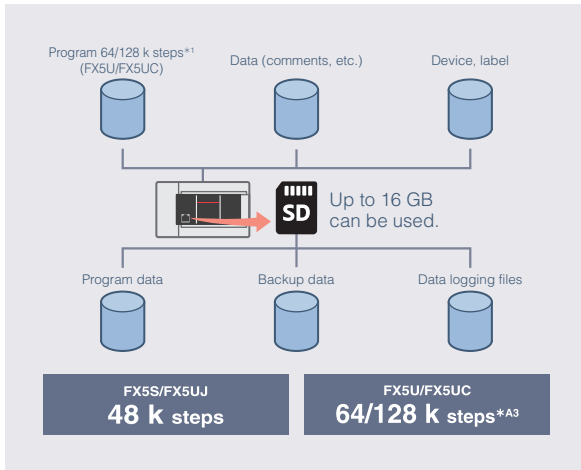 Program 64/128 k steps*1
(FX5U/FX5UC)
Data (comments, etc.)
Device, label
SD
Up to 16 GB
can be used.
Program data
Backup data
Data logging files
FX5S/FX5UJ
48 k steps
FX5U/FX5UC
64/128 k steps*A3